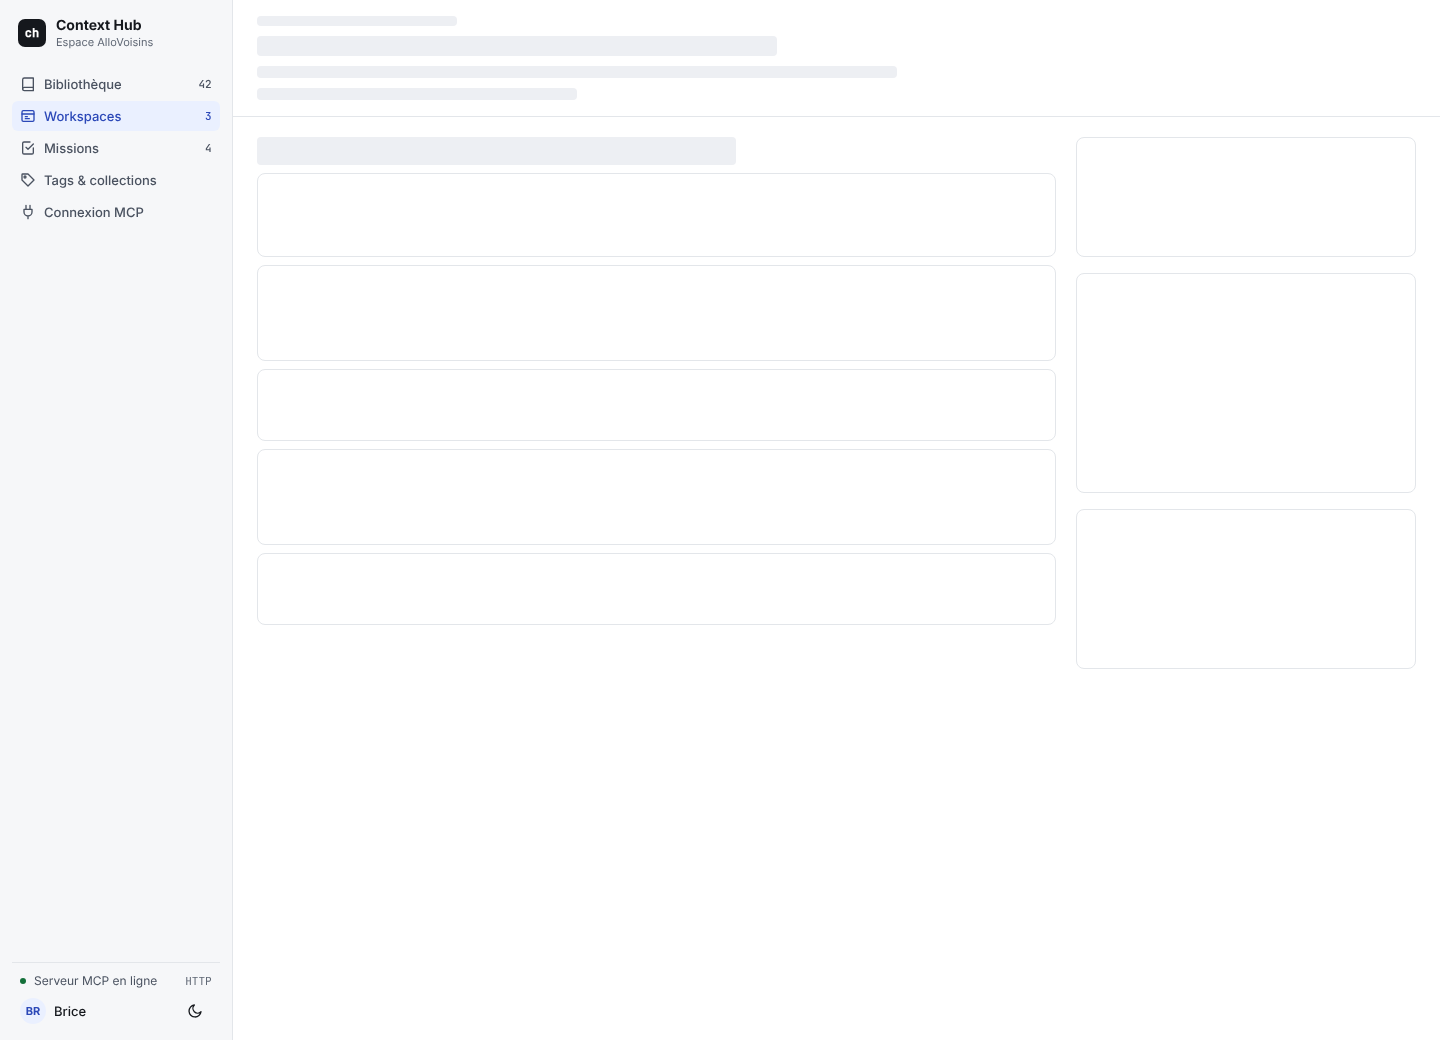 ch
Context Hub
Espace AlloVoisins
Bibliothèque 42
Workspaces 3
Missions 4
Tags & collections
Connexion MCP
Serveur MCP en ligne HTTP
BR Brice